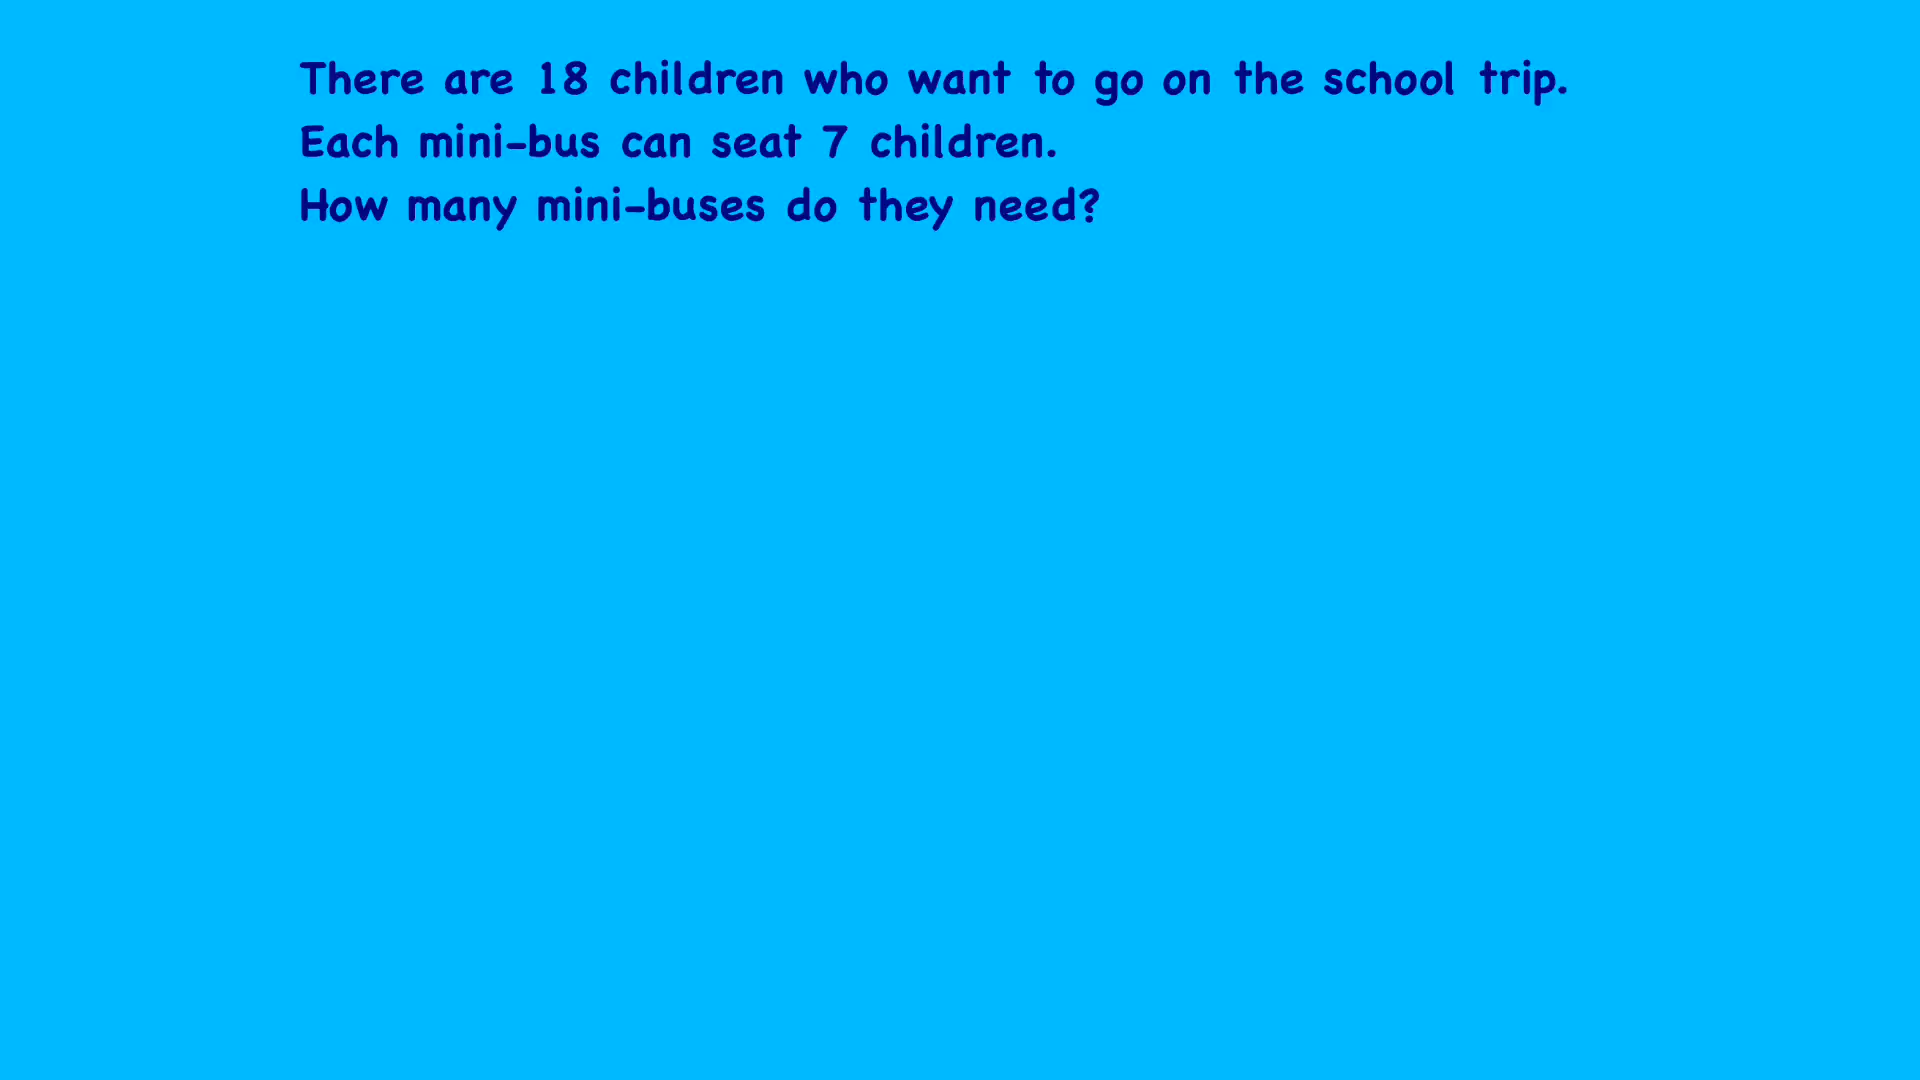 There are 18 children who want to go on the school trip.
Each mini-bus can seat 7 children.
How many mini-buses do they need?